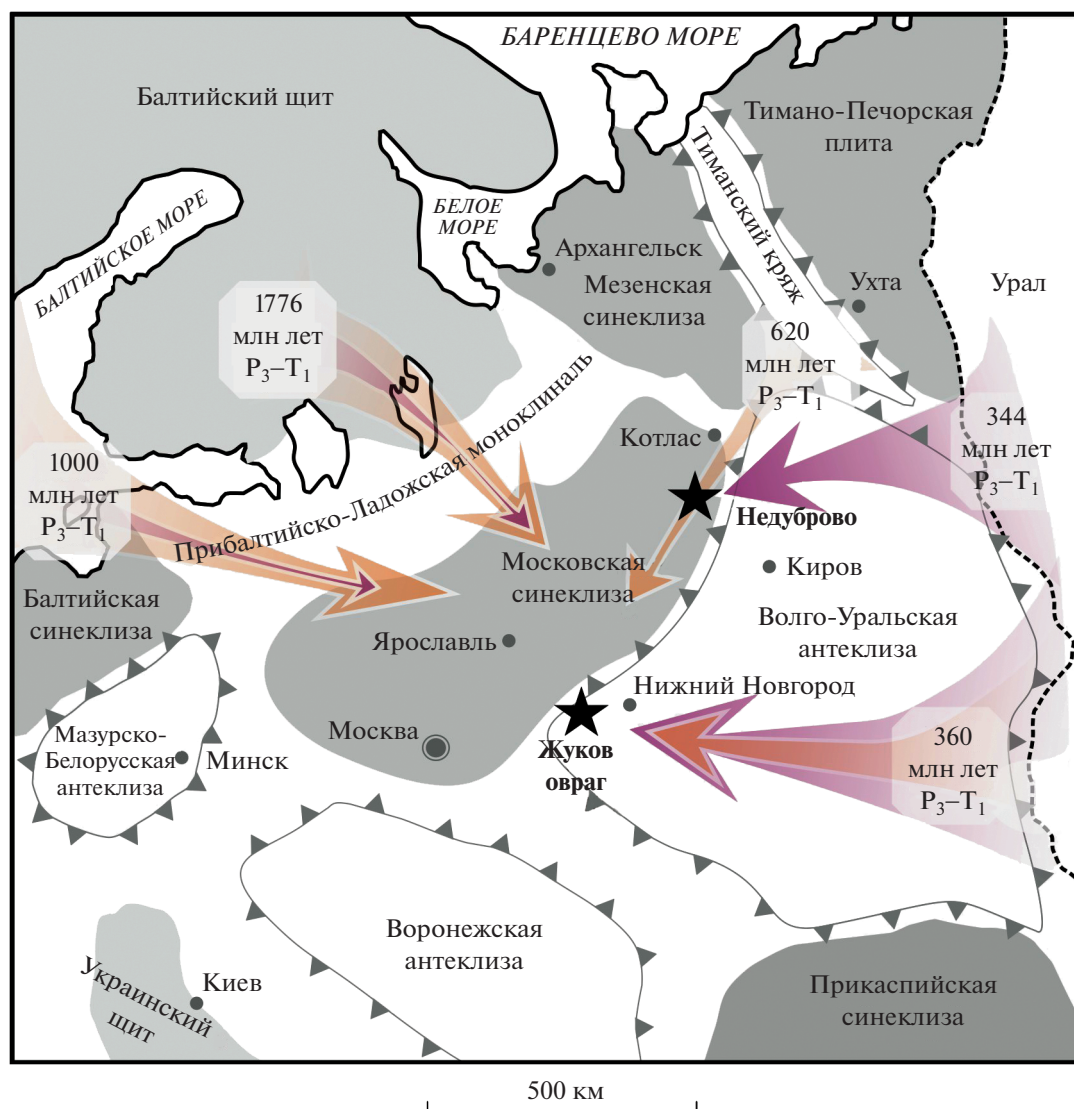 БАРЕНЦЕВО МОРЕ
Балтийский щит
Тимано-Печорская
плита
Тиманский кряж
БЕЛОЕ
МОРЕ
БАЛТИЙСКОЕ МОРЕ
Архангельск
Мезенская
синеклиза
Ухта
Урал
1776
млн лет
P₃–T₁
620
млн лет
P₃–T₁
344
млн лет
P₃–T₁
Котлас
1000
млн лет
P₃–T₁
Прибалтийско-Ладожская моноклиналь
Недуброво
Московская
синеклиза
Киров
Балтийская
синеклиза
Ярославль
Волго-Уральская
антеклиза
Нижний Новгород
Мазурско-
Белорусская
антеклиза
Минск
Москва
Жуков
овраг
360
млн лет
P₃–T₁
Воронежская
антеклиза
Украинский
щит
Киев
Прикаспийская
синеклиза
500 км